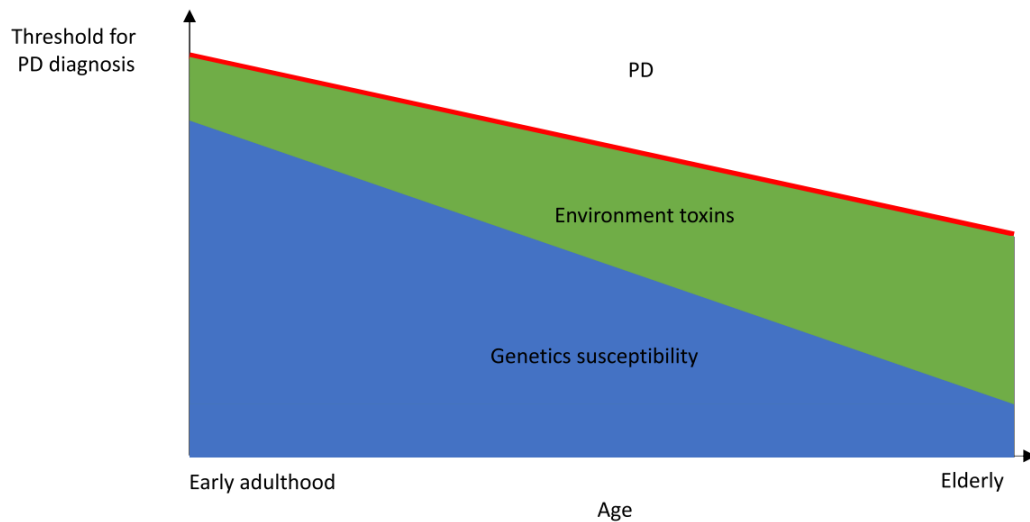 Threshold for
PD diagnosis
PD
Environment toxins
Genetics susceptibility
Early adulthood
Elderly
Age